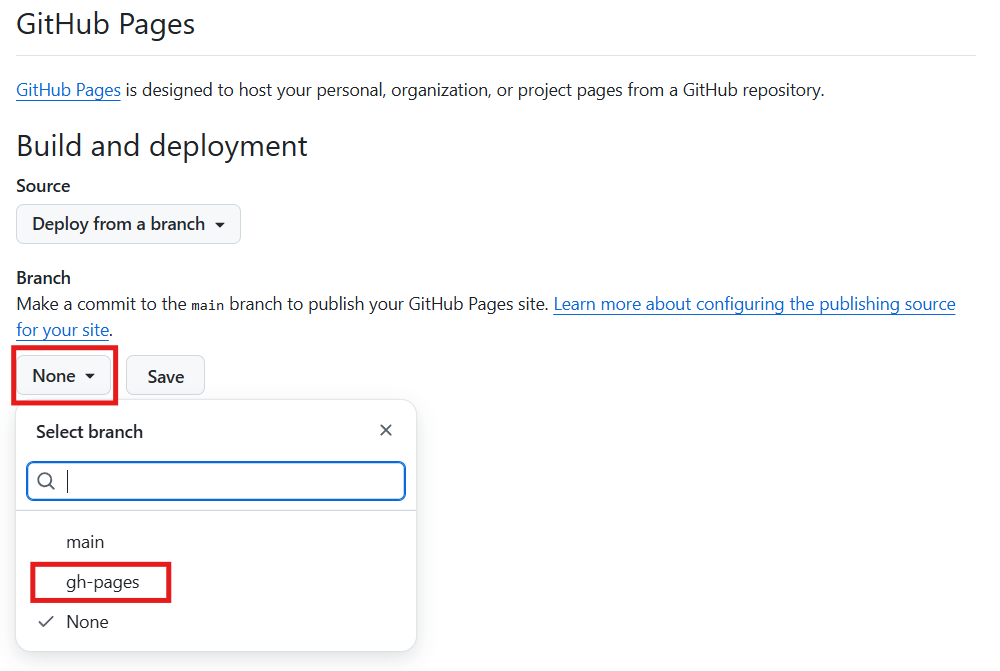 GitHub Pages
GitHub Pages is designed to host your personal, organization, or project pages from a GitHub repository.
Build and deployment
Source
Deploy from a branch
Branch
Make a commit to the main branch to publish your GitHub Pages site. Learn more about configuring the publishing source
for your site.
None Save
Select branch
main
gh-pages
None